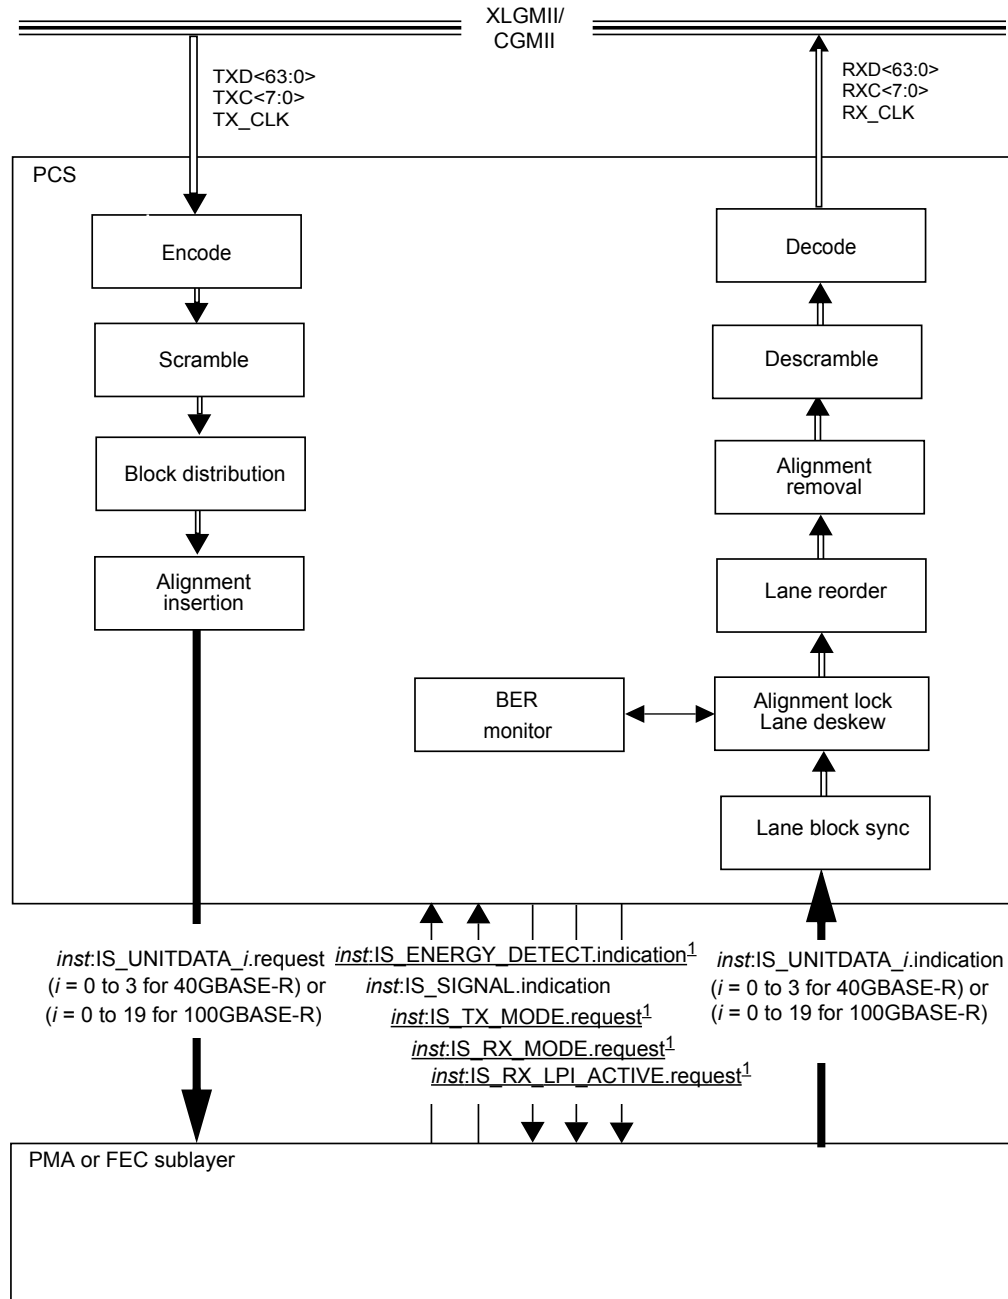 XLGMII/
CGMII
TXD<63:0>
TXC<7:0>
TX_CLK
RXD<63:0>
RXC<7:0>
RX_CLK
PCS
Encode
Scramble
Block distribution
Alignment
insertion
Decode
Descramble
Alignment
removal
Lane reorder
Alignment lock
Lane deskew
Lane block sync
BER
monitor
inst:IS_UNITDATA_i.request
(i = 0 to 3 for 40GBASE-R) or
(i = 0 to 19 for 100GBASE-R)
inst:IS_ENERGY_DETECT.indication1
inst:IS_SIGNAL.indication
inst:IS_TX_MODE.request1
inst:IS_RX_MODE.request1
inst:IS_RX_LPI_ACTIVE.request1
inst:IS_UNITDATA_i.indication
(i = 0 to 3 for 40GBASE-R) or
(i = 0 to 19 for 100GBASE-R)
PMA or FEC sublayer